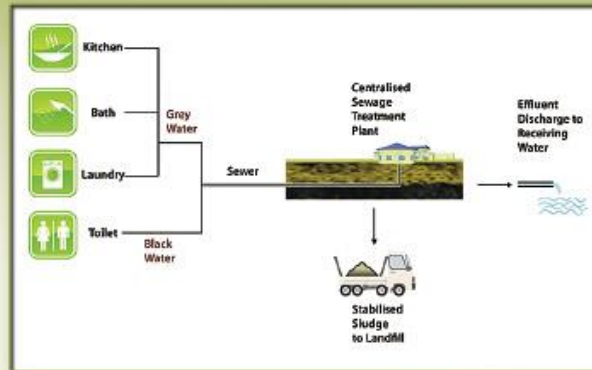 Kitchen
Bath
Grey
Water
Laundry
Toilet
Black
Water
Sewer
Centralised
Sewage
Treatment
Plant
Effluent
Discharge to
Receiving
Water
Stabilised
Sludge
to Landfill